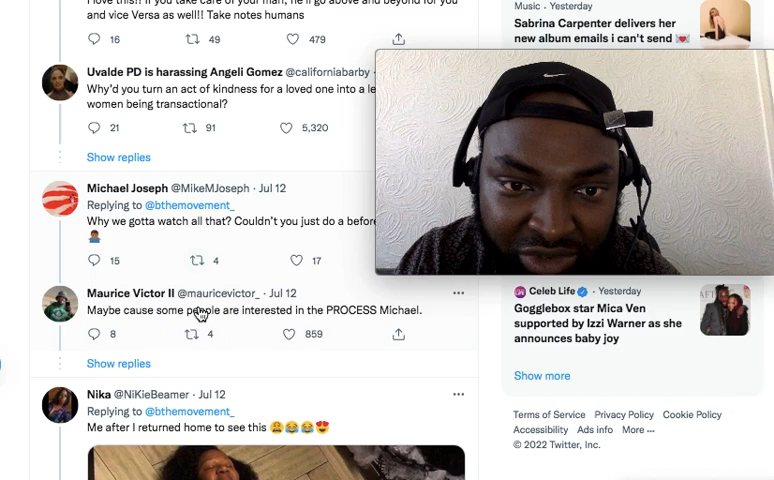 I love this!! If you take care of your man, he'll go above and beyond for you
and vice Versa as well!! Take notes humans
16 49 479
Uvalde PD is harassing Angeli Gomez @californiabarby ·
Why'd you turn an act of kindness for a loved one into a
women being transactional?
21 91 5,320
Show replies
Michael Joseph @MikeMJoseph · Jul 12
Replying to @bthemovement_
Why we gotta watch all that? Couldn't you just do a
15 4 17
Maurice Victor II @mauricevictor_ · Jul 12
Maybe cause some people are interested in the PROCESS Michael.
8 4 859
Show replies
Nika @NiKieBeamer · Jul 12
Replying to @bthemovement_
Me after I returned home to see this 😩😂😂😍
Music · Yesterday
Sabrina Carpenter delivers her
new album emails i can't send 💌
Celeb Life · Yesterday
Gogglebox star Mica Ven
supported by Izzi Warner as she
announces baby joy
Show more
Terms of Service Privacy Policy Cookie Policy
Accessibility Ads info More ···
© 2022 Twitter, Inc.